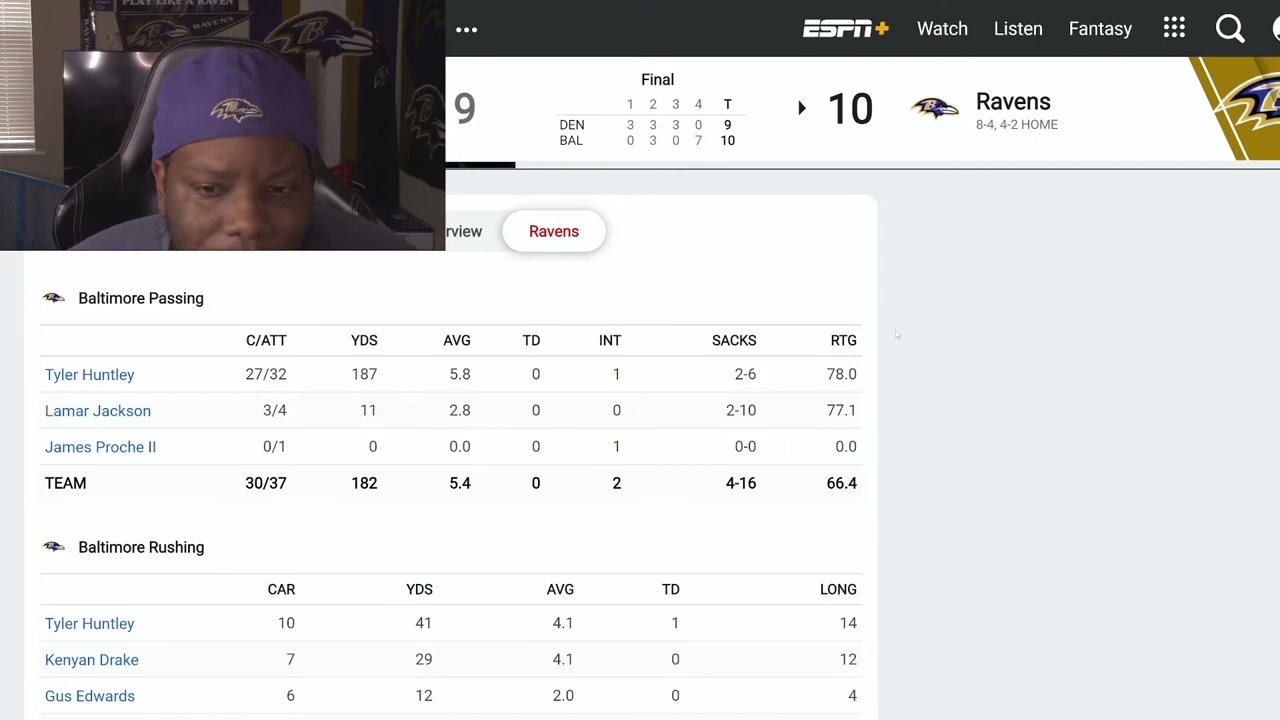 PLAY LIKE A RAVEN
ESPN+ Watch Listen Fantasy
Final
9
1 2 3 4 T
DEN 3 3 3 0 9
BAL 0 3 0 7 10
10
Ravens
8-4, 4-2 HOME
rview Ravens
Baltimore Passing
C/ATT YDS AVG TD INT SACKS RTG
Tyler Huntley 27/32 187 5.8 0 1 2-6 78.0
Lamar Jackson 3/4 11 2.8 0 0 2-10 77.1
James Proche II 0/1 0 0.0 0 1 0-0 0.0
TEAM 30/37 182 5.4 0 2 4-16 66.4
Baltimore Rushing
CAR YDS AVG TD LONG
Tyler Huntley 10 41 4.1 1 14
Kenyan Drake 7 29 4.1 0 12
Gus Edwards 6 12 2.0 0 4